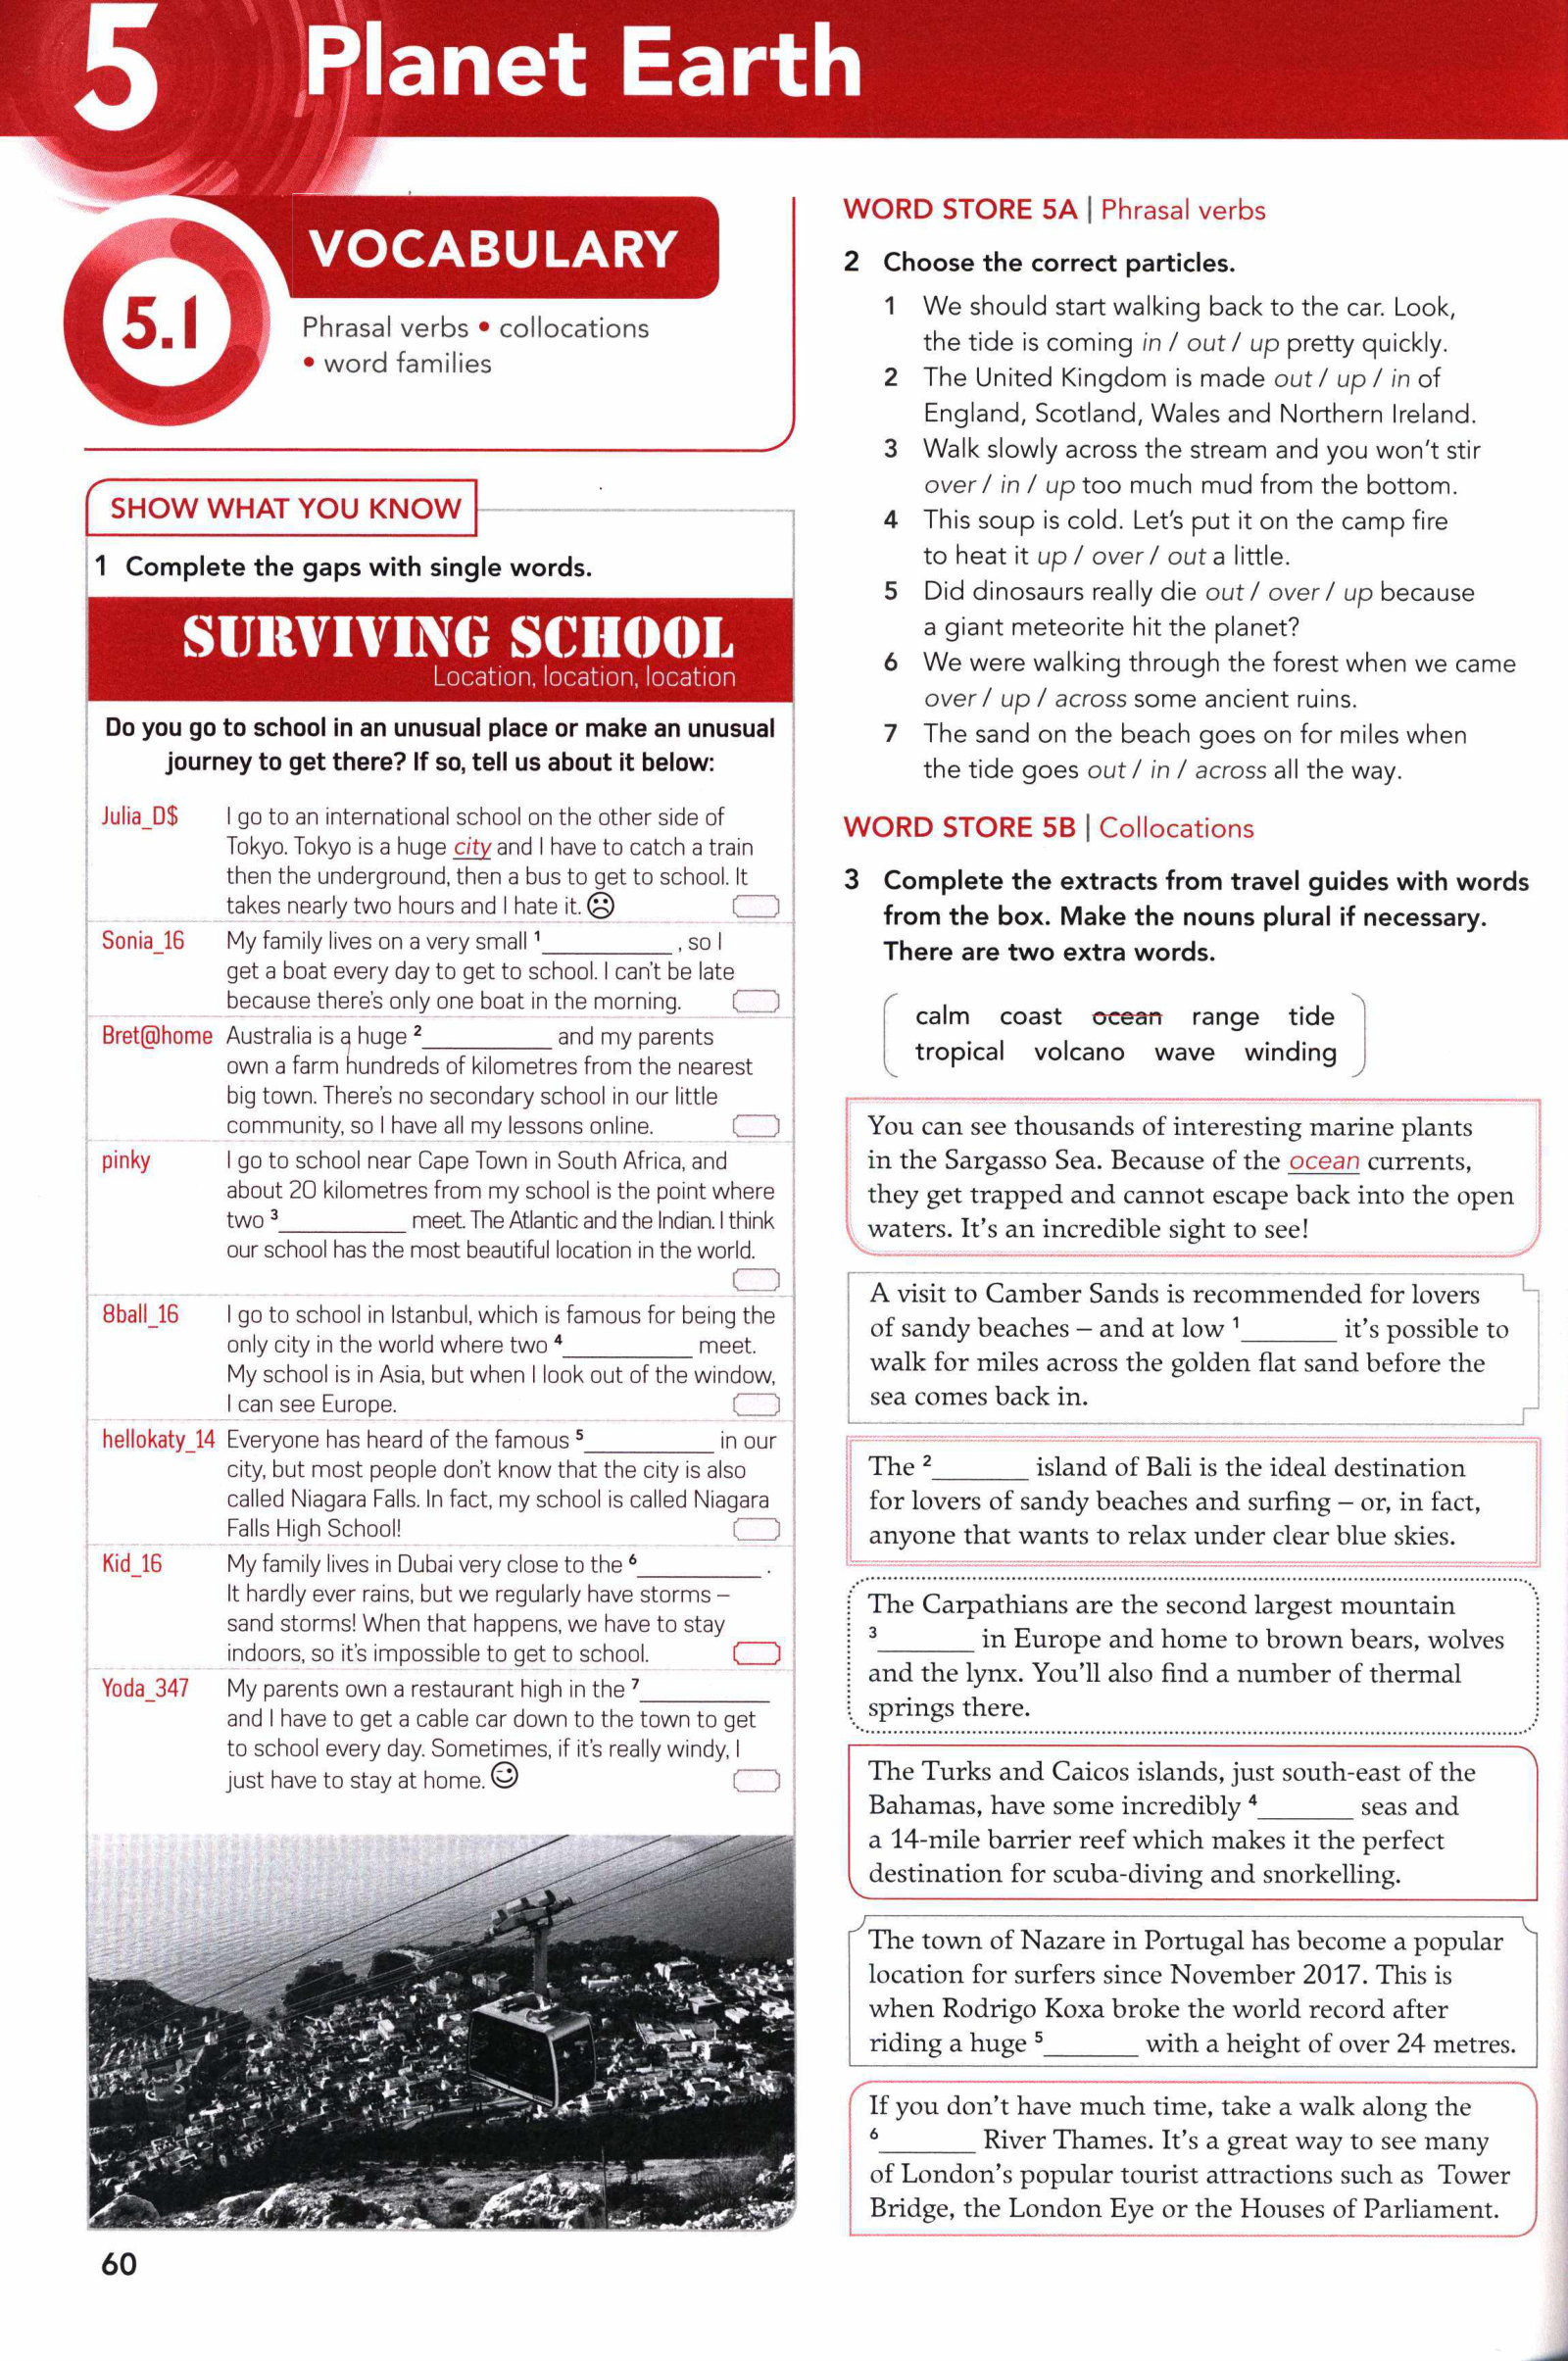 5 Planet Earth
5.1
VOCABULARY
Phrasal verbs • collocations
• word families
SHOW WHAT YOU KNOW
1 Complete the gaps with single words.
SURVIVING SCHOOL
Location, location, location
Do you go to school in an unusual place or make an unusual
journey to get there? If so, tell us about it below:
Julia_D$ I go to an international school on the other side of
Tokyo. Tokyo is a huge city and I have to catch a train
then the underground, then a bus to get to school. It
takes nearly two hours and I hate it. ☹
Sonia_16 My family lives on a very small 1____________, so I
get a boat every day to get to school. I can't be late
because there's only one boat in the morning.
Bret@home Australia is a huge 2____________ and my parents
own a farm hundreds of kilometres from the nearest
big town. There's no secondary school in our little
community, so I have all my lessons online.
pinky I go to school near Cape Town in South Africa, and
about 20 kilometres from my school is the point where
two 3____________ meet. The Atlantic and the Indian. I think
our school has the most beautiful location in the world.
8ball_16 I go to school in Istanbul, which is famous for being the
only city in the world where two 4____________ meet.
My school is in Asia, but when I look out of the window,
I can see Europe.
hellokaty_14 Everyone has heard of the famous 5____________ in our
city, but most people don't know that the city is also
called Niagara Falls. In fact, my school is called Niagara
Falls High School!
Kid_16 My family lives in Dubai very close to the 6____________.
It hardly ever rains, but we regularly have storms –
sand storms! When that happens, we have to stay
indoors, so it's impossible to get to school.
Yoda_347 My parents own a restaurant high in the 7____________
and I have to get a cable car down to the town to get
to school every day. Sometimes, if it's really windy, I
just have to stay at home. 😉
60
WORD STORE 5A | Phrasal verbs
2 Choose the correct particles.
1 We should start walking back to the car. Look,
the tide is coming in / out / up pretty quickly.
2 The United Kingdom is made out / up / in of
England, Scotland, Wales and Northern Ireland.
3 Walk slowly across the stream and you won't stir
over / in / up too much mud from the bottom.
4 This soup is cold. Let's put it on the camp fire
to heat it up / over / out a little.
5 Did dinosaurs really die out / over / up because
a giant meteorite hit the planet?
6 We were walking through the forest when we came
over / up / across some ancient ruins.
7 The sand on the beach goes on for miles when
the tide goes out / in / across all the way.
WORD STORE 5B | Collocations
3 Complete the extracts from travel guides with words
from the box. Make the nouns plural if necessary.
There are two extra words.
calm coast ocean range tide
tropical volcano wave winding
You can see thousands of interesting marine plants
in the Sargasso Sea. Because of the ocean currents,
they get trapped and cannot escape back into the open
waters. It's an incredible sight to see!
A visit to Camber Sands is recommended for lovers
of sandy beaches – and at low 1________ it's possible to
walk for miles across the golden flat sand before the
sea comes back in.
The 2________ island of Bali is the ideal destination
for lovers of sandy beaches and surfing – or, in fact,
anyone that wants to relax under clear blue skies.
The Carpathians are the second largest mountain
3________ in Europe and home to brown bears, wolves
and the lynx. You'll also find a number of thermal
springs there.
The Turks and Caicos islands, just south-east of the
Bahamas, have some incredibly 4________ seas and
a 14-mile barrier reef which makes it the perfect
destination for scuba-diving and snorkelling.
The town of Nazare in Portugal has become a popular
location for surfers since November 2017. This is
when Rodrigo Koxa broke the world record after
riding a huge 5________ with a height of over 24 metres.
If you don't have much time, take a walk along the
6________ River Thames. It's a great way to see many
of London's popular tourist attractions such as Tower
Bridge, the London Eye or the Houses of Parliament.